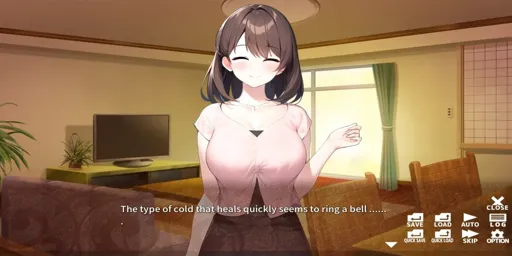 The type of cold that heals quickly seems to ring a bell ......
CLOSE
SAVE LOAD AUTO LOG
QUICK SAVE QUICK LOAD SKIP OPTION